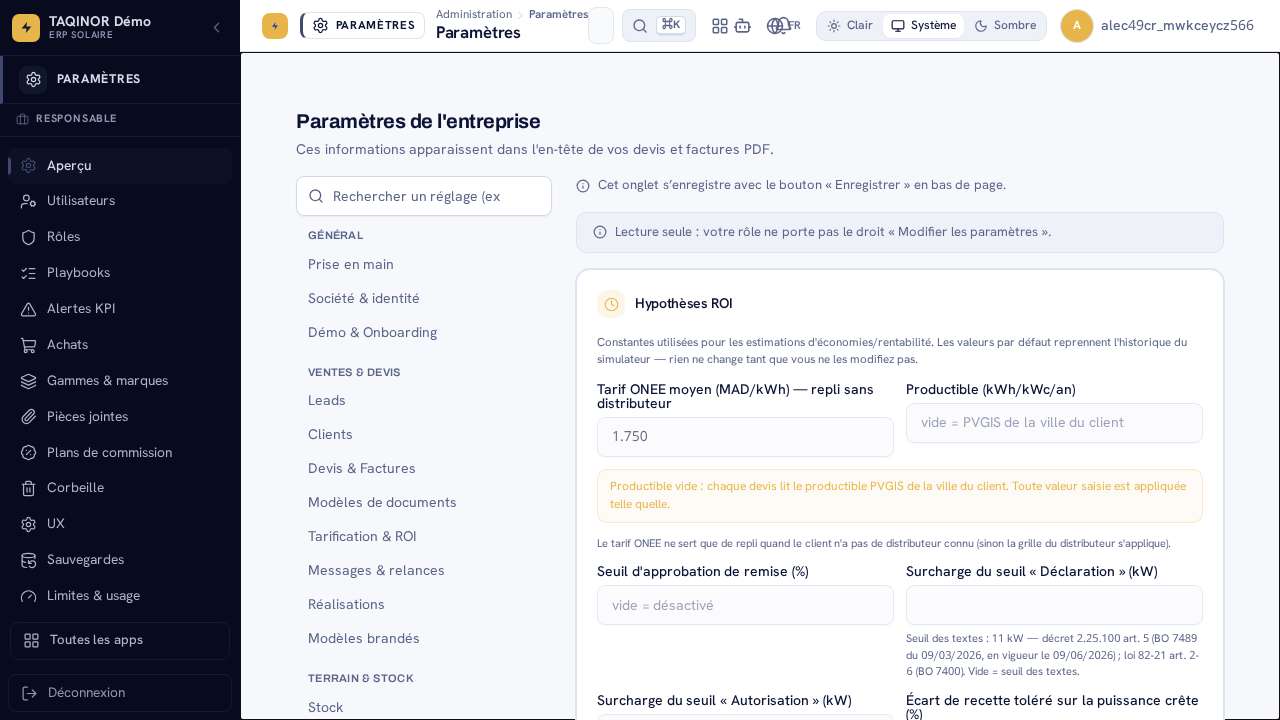 TAQINOR Démo
ERP SOLAIRE
PARAMÈTRES
RESPONSABLE
Aperçu
Utilisateurs
Rôles
Playbooks
Alertes KPI
Achats
Gammes & marques
Pièces jointes
Plans de commission
Corbeille
UX
Sauvegardes
Limites & usage
Toutes les apps
Déconnexion
PARAMÈTRES
Administration > Paramètres
Paramètres
⌘K
FR
Clair
Système
Sombre
A
alec49cr_mwkceycz566
Paramètres de l'entreprise
Ces informations apparaissent dans l'en-tête de vos devis et factures PDF.
Rechercher un réglage (ex
GÉNÉRAL
Prise en main
Société & identité
Démo & Onboarding
VENTES & DEVIS
Leads
Clients
Devis & Factures
Modèles de documents
Tarification & ROI
Messages & relances
Réalisations
Modèles brandés
TERRAIN & STOCK
Stock
Cet onglet s’enregistre avec le bouton « Enregistrer » en bas de page.
Lecture seule : votre rôle ne porte pas le droit « Modifier les paramètres ».
Hypothèses ROI
Constantes utilisées pour les estimations d'économies/rentabilité. Les valeurs par défaut reprennent l'historique du
simulateur — rien ne change tant que vous ne les modifiez pas.
Tarif ONEE moyen (MAD/kWh) — repli sans
distributeur
1.750
Productible (kWh/kWc/an)
vide = PVGIS de la ville du client
Productible vide : chaque devis lit le productible PVGIS de la ville du client. Toute valeur saisie est appliquée
telle quelle.
Le tarif ONEE ne sert que de repli quand le client n'a pas de distributeur connu (sinon la grille du distributeur s'applique).
Seuil d'approbation de remise (%)
vide = désactivé
Surcharge du seuil « Déclaration » (kW)
Seuil des textes : 11 kW — décret 2.25.100 art. 5 (BO 7489
du 09/03/2026, en vigueur le 09/06/2026) ; loi 82-21 art. 2-
6 (BO 7400). Vide = seuil des textes.
Surcharge du seuil « Autorisation » (kW)
Écart de recette toléré sur la puissance crête
(%)